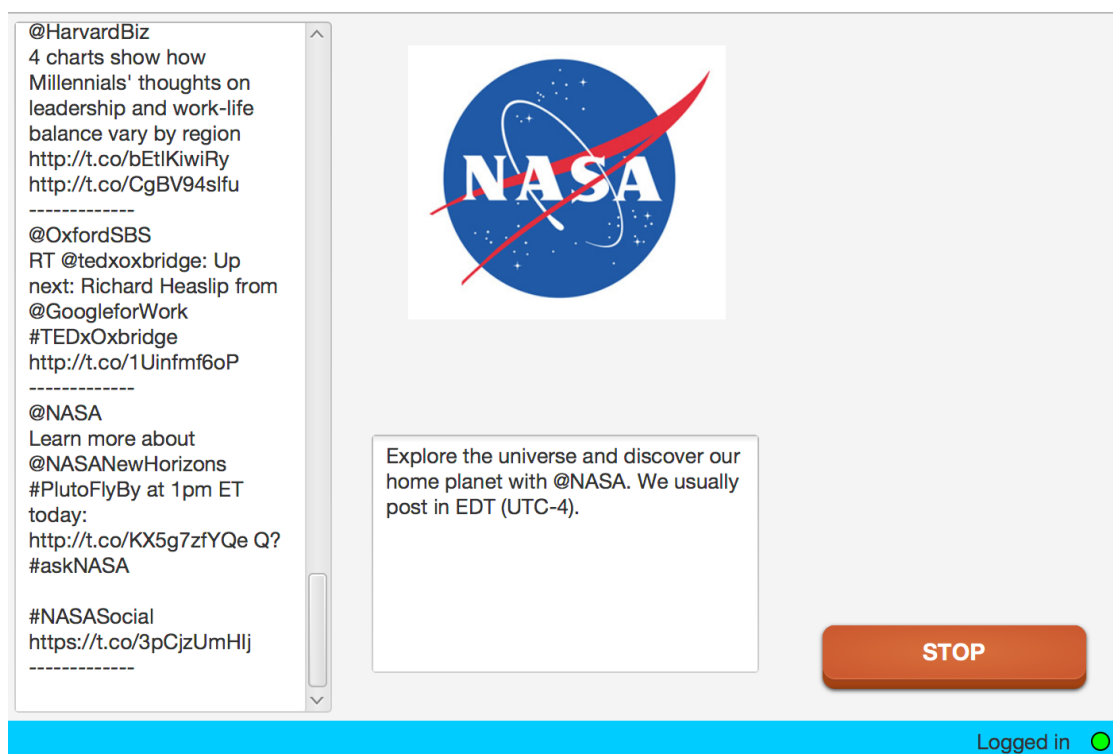 @HarvardBiz
4 charts show how
Millennials' thoughts on
leadership and work-life
balance vary by region
http://t.co/bEtlKiwiRy
http://t.co/CgBV94slfu
-------------
@OxfordSBS
RT @tedxoxbridge: Up
next: Richard Heaslip from
@GoogleforWork
#TEDxOxbridge
http://t.co/1Uinfmf6oP
-------------
@NASA
Learn more about
@NASANewHorizons
#PlutoFlyBy at 1pm ET
today:
http://t.co/KX5g7zfYQe Q?
#askNASA

#NASASocial
https://t.co/3pCjzUmHIj
-------------
NASA
Explore the universe and discover our
home planet with @NASA. We usually
post in EDT (UTC-4).
STOP
Logged in